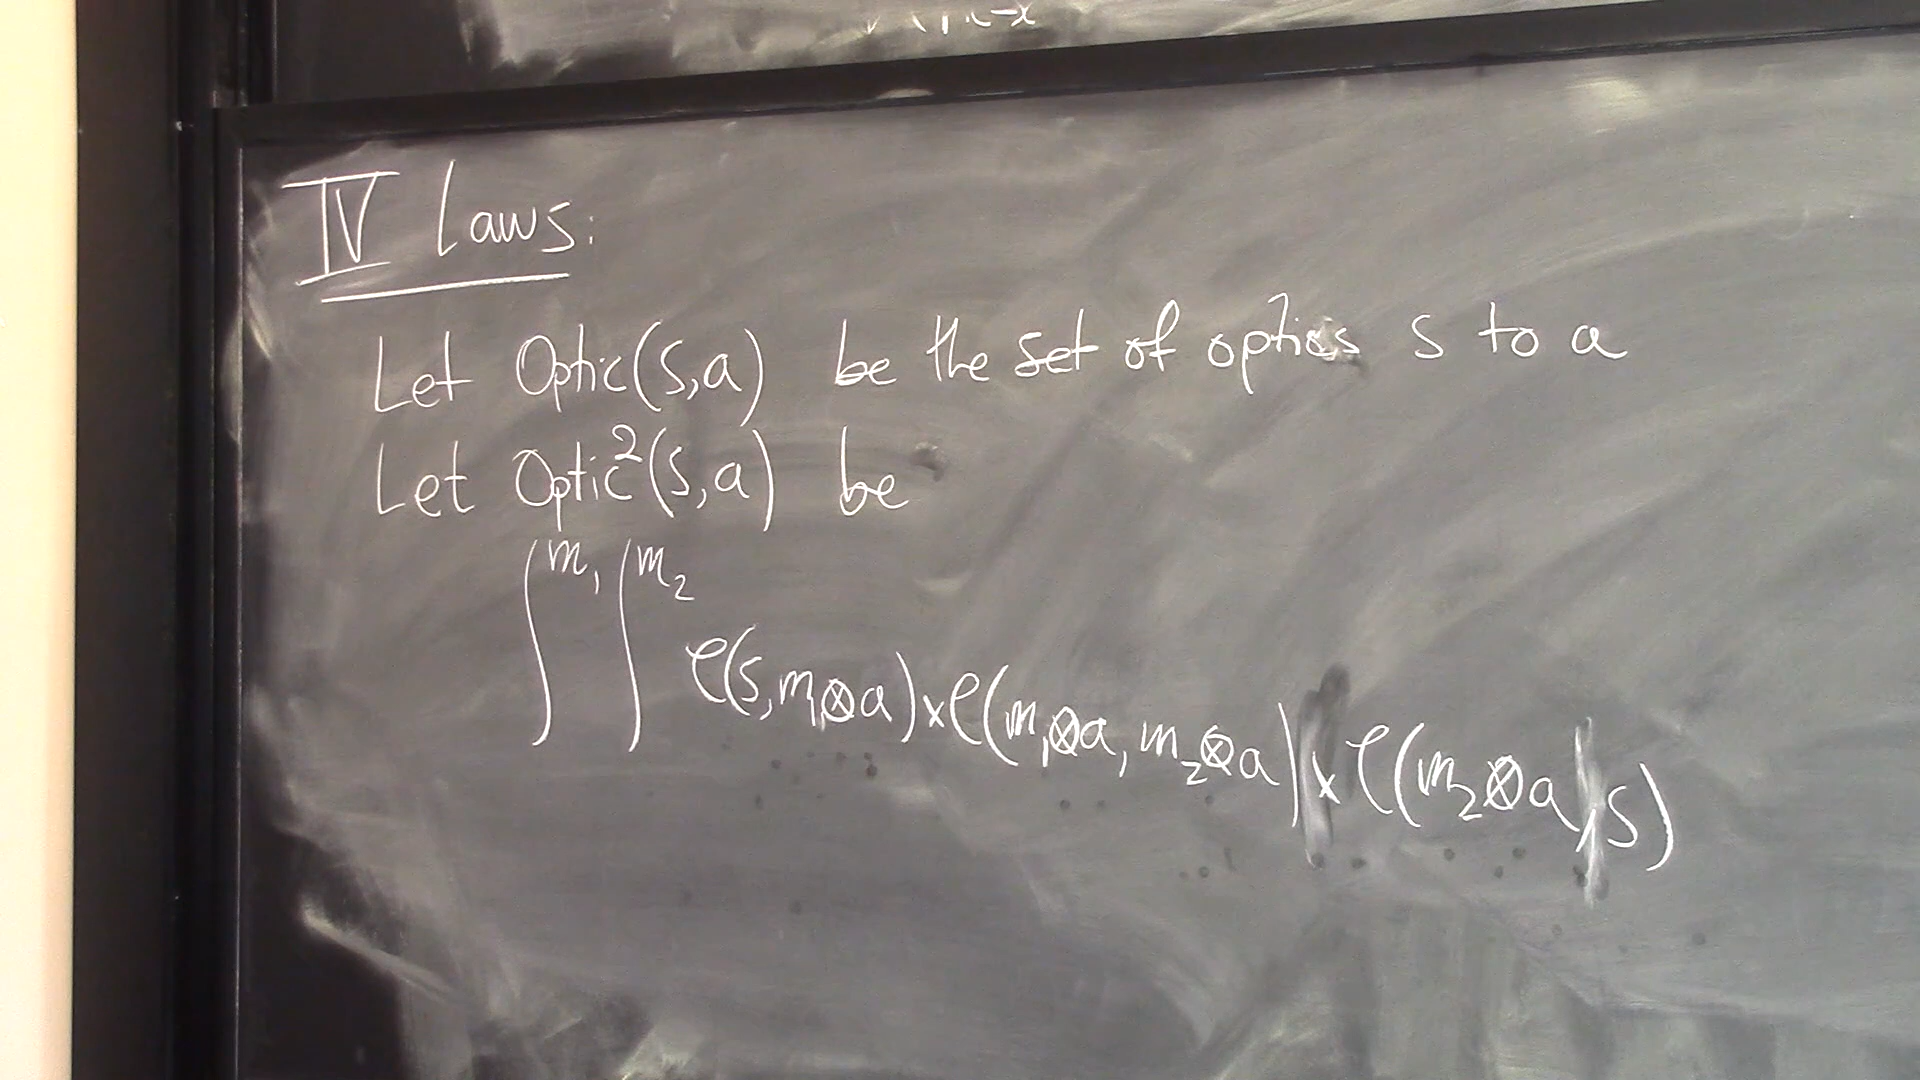 IV Laws:
Let Optic(s,a) be the set of optics s to a
Let Optic²(s,a) be
∫^m₁ ∫^m₂ C(s,m₁⊗a)×C(m₁⊗a, m₂⊗a)×C(m₂⊗a,s)